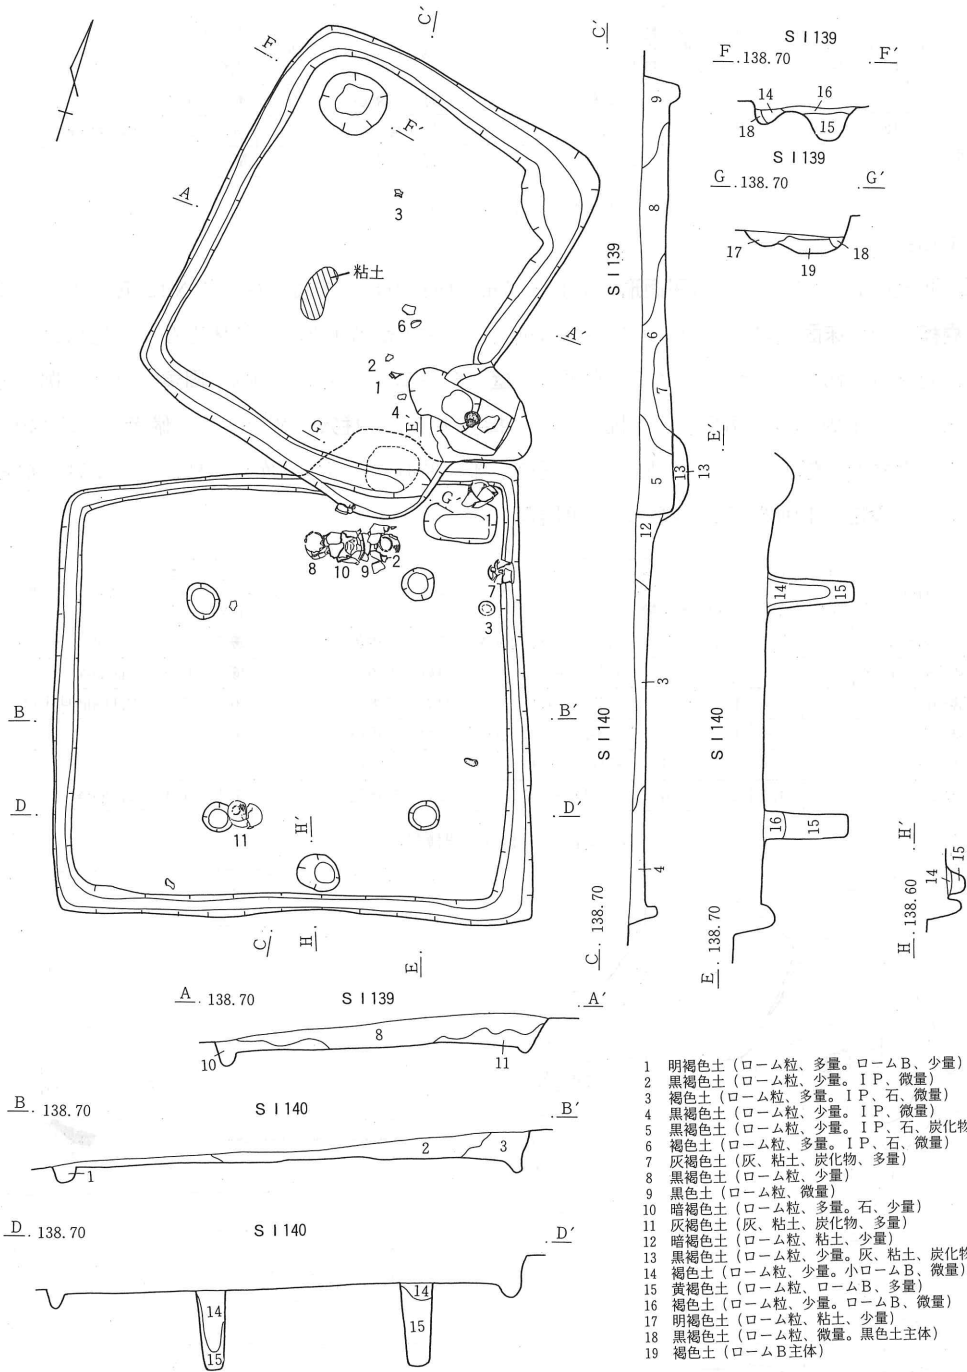 C′
C′
S I 139
F . 138.70 . F′
14
16
18
15
S I 139
G . 138.70 G′
17
19
18
F
F′
A
3
粘土
6
2
1
4
A′
E′
G
G′
1
8
10
9
2
7
3
B
B′
D
D′
11
H′
C
H
E
9
8
S I 139
6
7
5
13
13
12
3
S I 140
4
C . 138.70
E′
14
15
S I 140
16
15
E . 138.70
H′
14
15
H . 138.60
A . 138.70 S I 139 . A′
8
10
11
B . 138.70 S I 140 . B′
2
3
1
D . 138.70 S I 140 . D′
14
15
14
15
1 明褐色土（ローム粒、多量。ロームB、少量）
2 黒褐色土（ローム粒、少量。IP、微量）
3 褐色土（ローム粒、多量。IP、石、微量）
4 黒褐色土（ローム粒、少量。IP、微量）
5 黒褐色土（ローム粒、少量。IP、石、炭化物
6 褐色土（ローム粒、多量。IP、石、微量）
7 灰褐色土（灰、粘土、炭化物、多量）
8 黒褐色土（ローム粒、少量）
9 黒色土（ローム粒、微量）
10 暗褐色土（ローム粒、多量。石、少量）
11 灰褐色土（灰、粘土、炭化物、多量）
12 暗褐色土（ローム粒、粘土、少量）
13 黒褐色土（ローム粒、少量。灰、粘土、炭化物
14 褐色土（ローム粒、少量。小ロームB、微量）
15 黄褐色土（ローム粒、ロームB、多量）
16 褐色土（ローム粒、少量。ロームB、微量）
17 明褐色土（ローム粒、粘土、少量）
18 黒褐色土（ローム粒、微量。黒色土主体）
19 褐色土（ロームB主体）